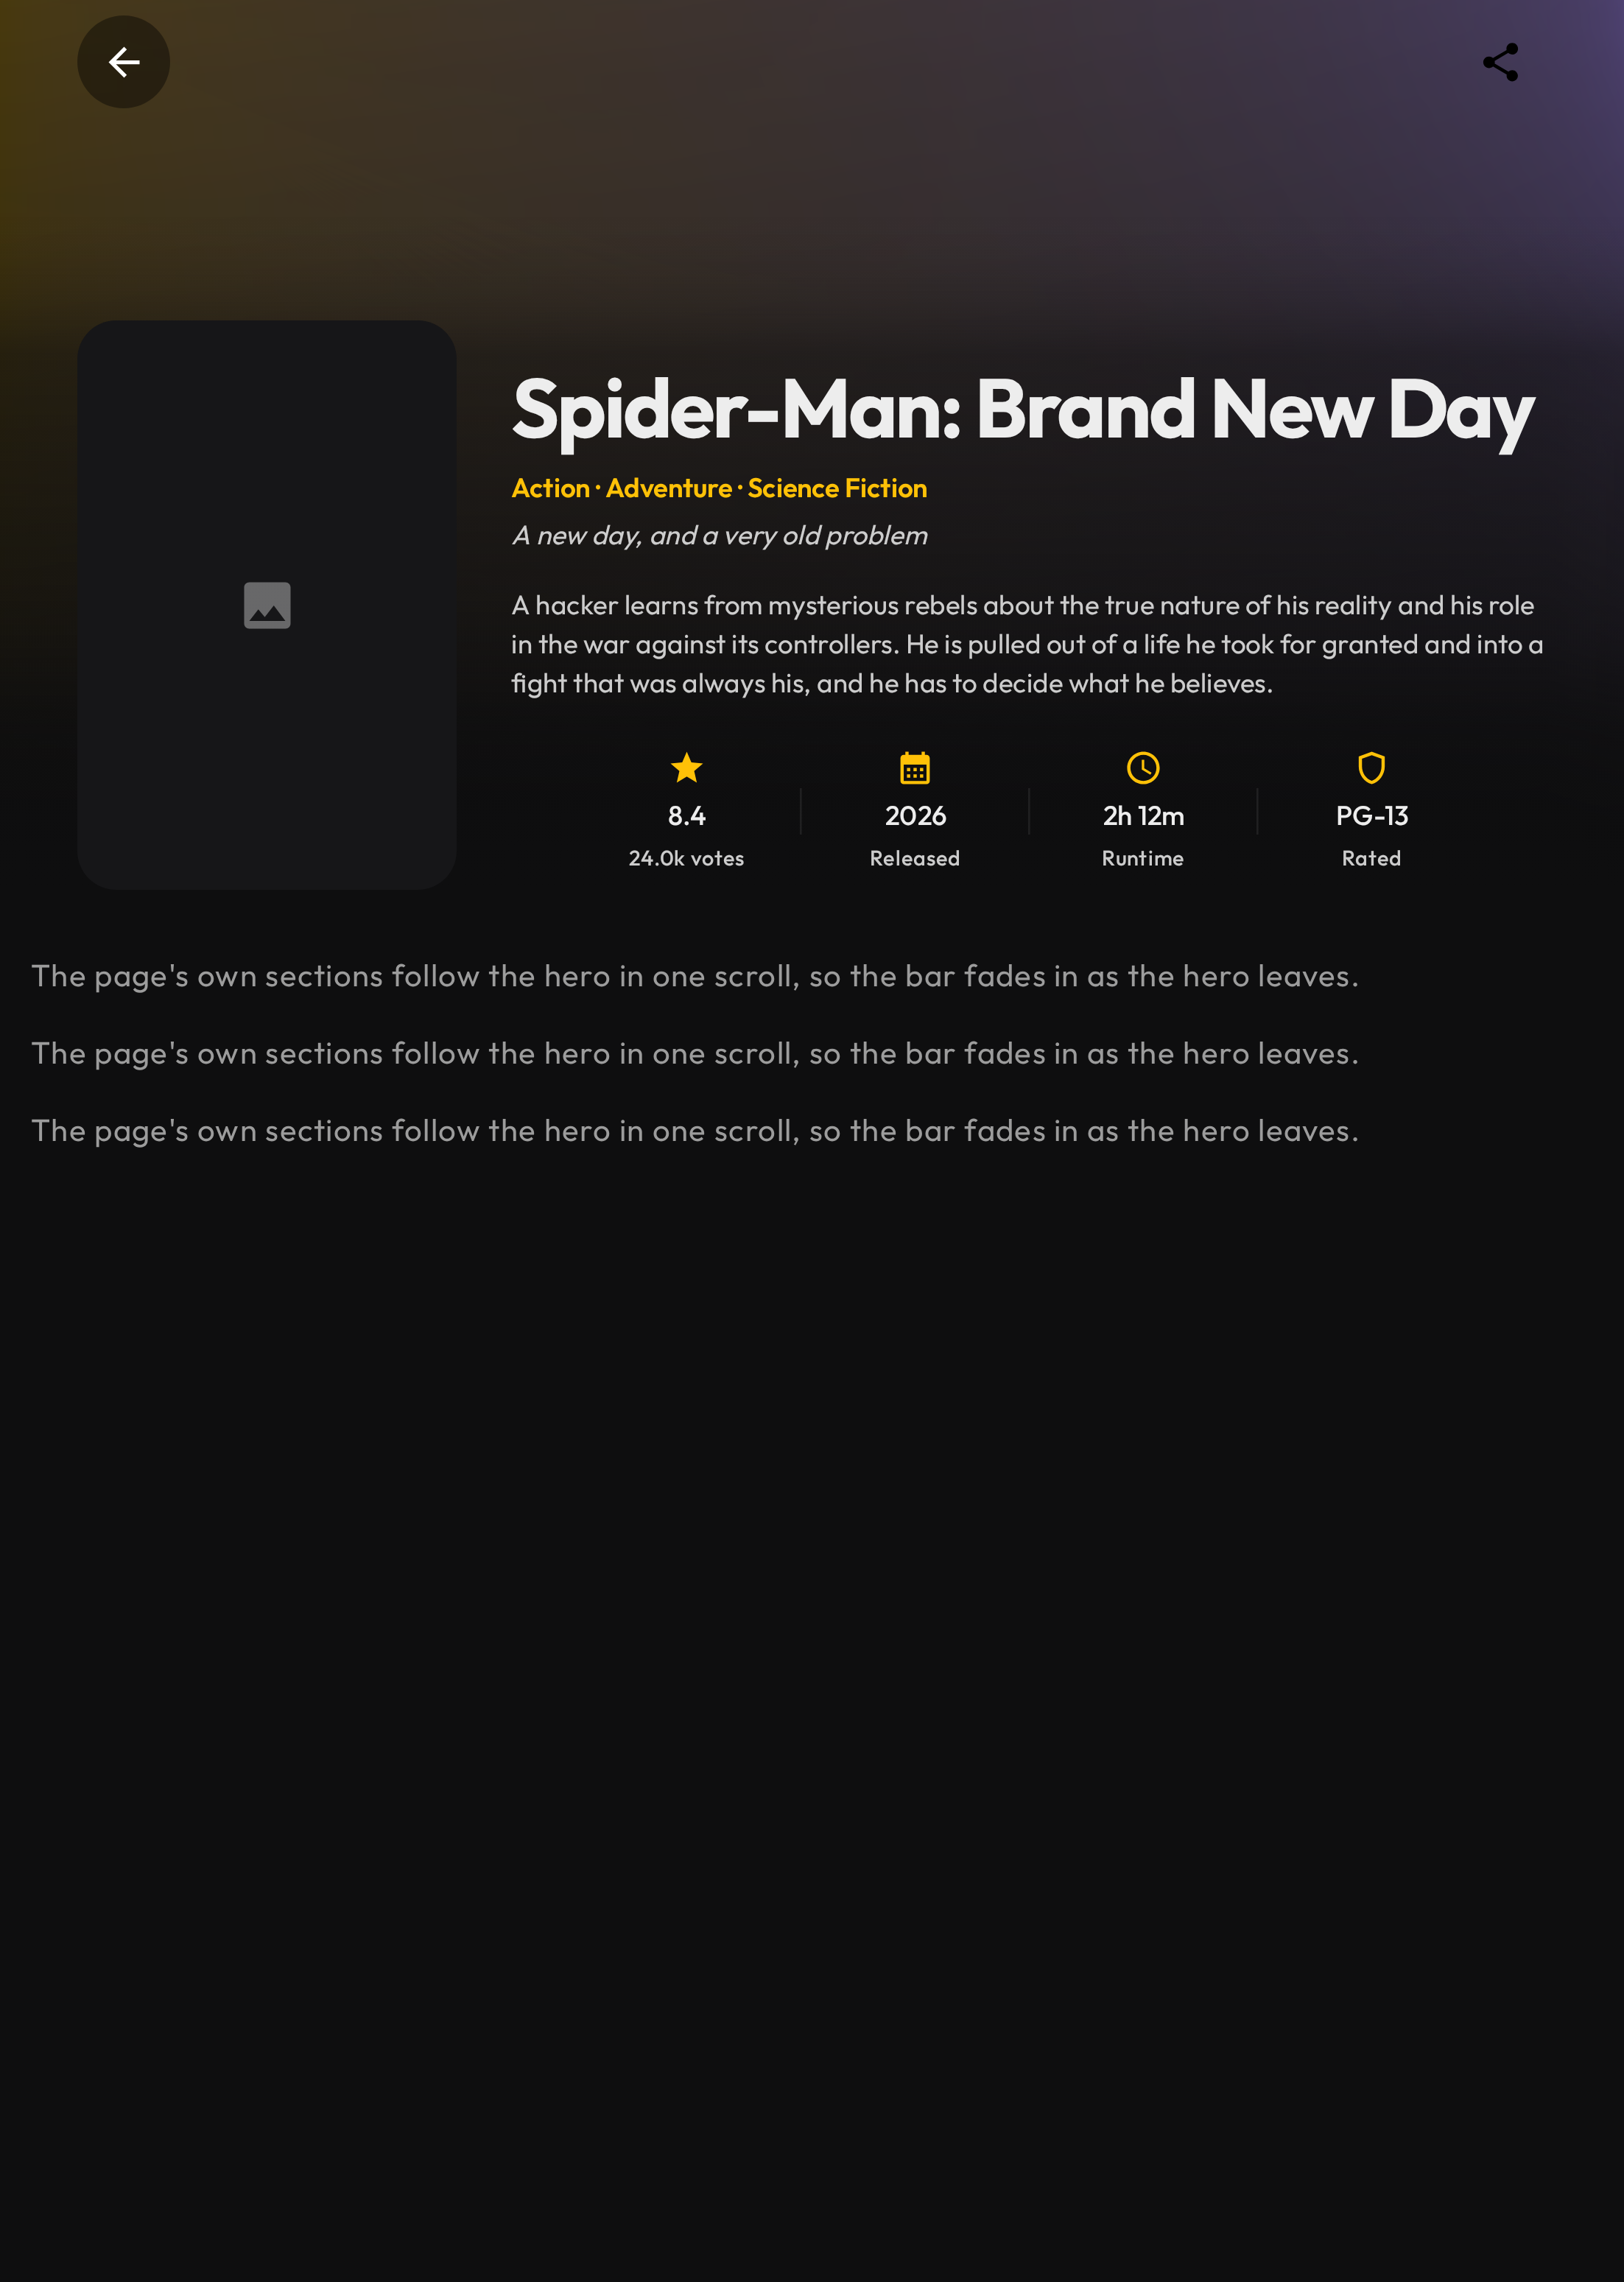 Spider-Man: Brand New Day
Action · Adventure · Science Fiction
A new day, and a very old problem
A hacker learns from mysterious rebels about the true nature of his reality and his role
in the war against its controllers. He is pulled out of a life he took for granted and into a
fight that was always his, and he has to decide what he believes.
8.4
24.0k votes
2026
Released
2h 12m
Runtime
PG-13
Rated
The page's own sections follow the hero in one scroll, so the bar fades in as the hero leaves.
The page's own sections follow the hero in one scroll, so the bar fades in as the hero leaves.
The page's own sections follow the hero in one scroll, so the bar fades in as the hero leaves.